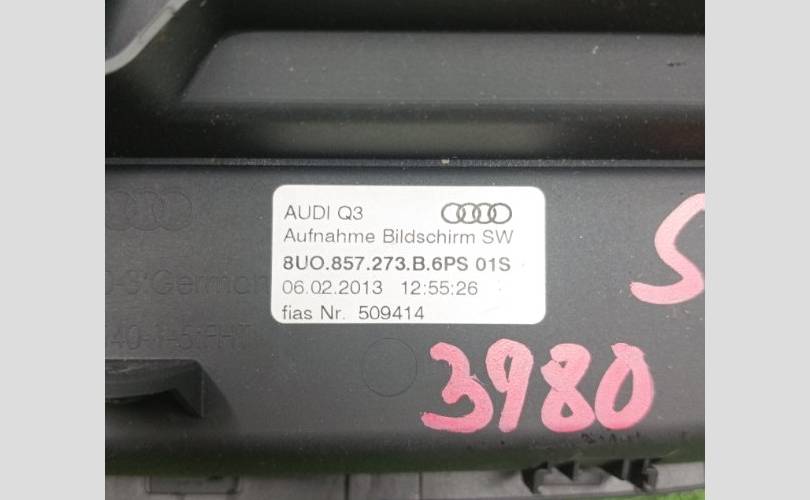 AUDI Q3
Aufnahme Bildschirm SW
8UO.857.273.B.6PS 01S
06.02.2013 12:55:26
fias Nr. 509414
S
3980